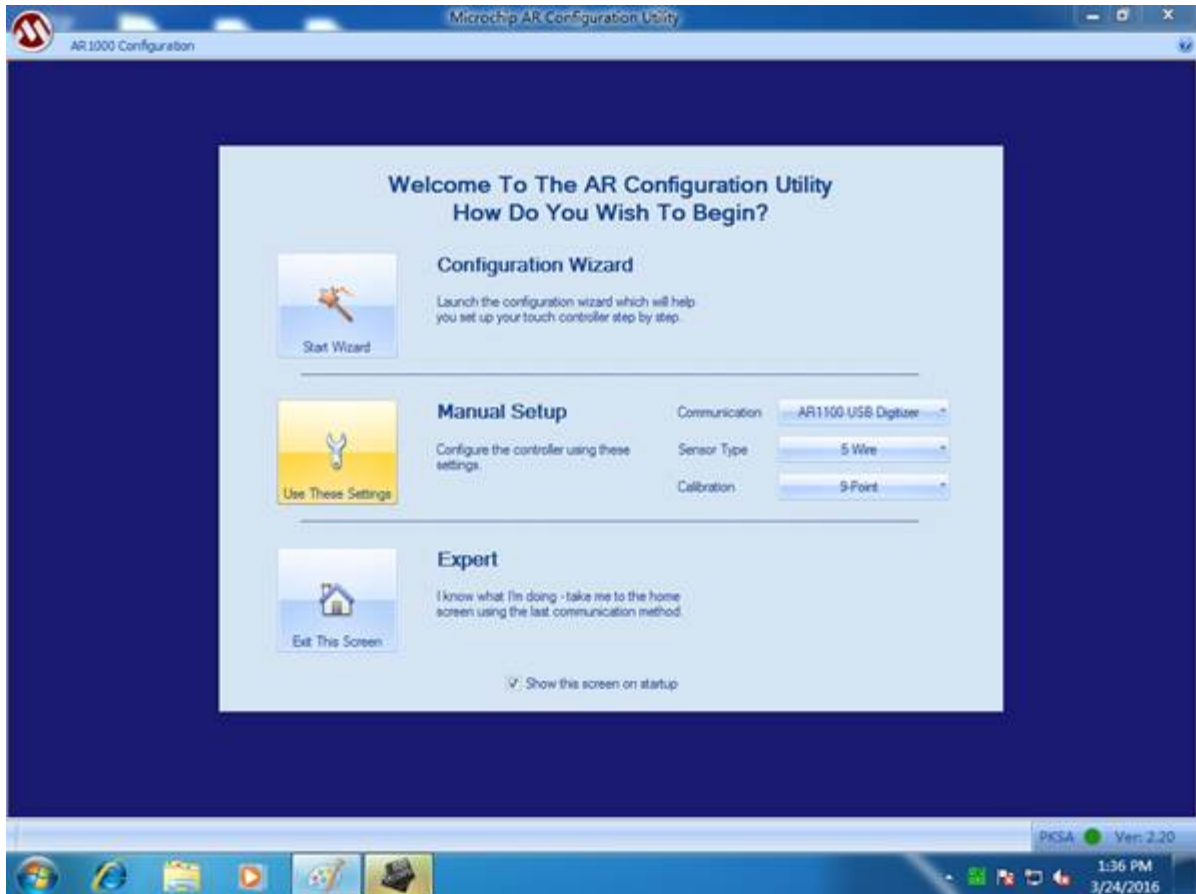 Microchip AR Configuration Utility
AR1000 Configuration
Welcome To The AR Configuration Utility
How Do You Wish To Begin?
Configuration Wizard
Launch the configuration wizard which will help
you set up your touch controller step by step.
Start Wizard
Manual Setup
Configure the controller using these
settings.
Use These Settings
Communication AR1100 USB Digitizer
Sensor Type 5 Wire
Calibration 9-Point
Expert
I know what I'm doing - take me to the home
screen using the last communication method.
Exit This Screen
Show this screen on startup
PKSA Ver: 2.20
1:36 PM
3/24/2016